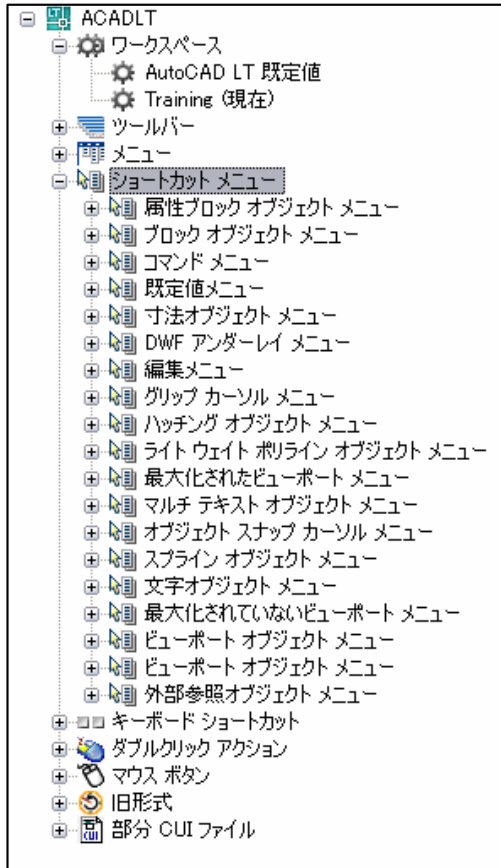 ACADLT
ワークスペース
AutoCAD LT 既定値
Training (現在)
ツールバー
メニュー
ショートカット メニュー
属性ブロック オブジェクト メニュー
ブロック オブジェクト メニュー
コマンド メニュー
既定値メニュー
寸法オブジェクト メニュー
DWF アンダーレイ メニュー
編集メニュー
グリップ カーソル メニュー
ハッチング オブジェクト メニュー
ライト ウェイト ポリライン オブジェクト メニュー
最大化されたビューポート メニュー
マルチ テキスト オブジェクト メニュー
オブジェクト スナップ カーソル メニュー
スプライン オブジェクト メニュー
文字オブジェクト メニュー
最大化されていないビューポート メニュー
ビューポート オブジェクト メニュー
ビューポート オブジェクト メニュー
外部参照オブジェクト メニュー
キーボード ショートカット
ダブルクリック アクション
マウス ボタン
旧形式
部分 CUI ファイル